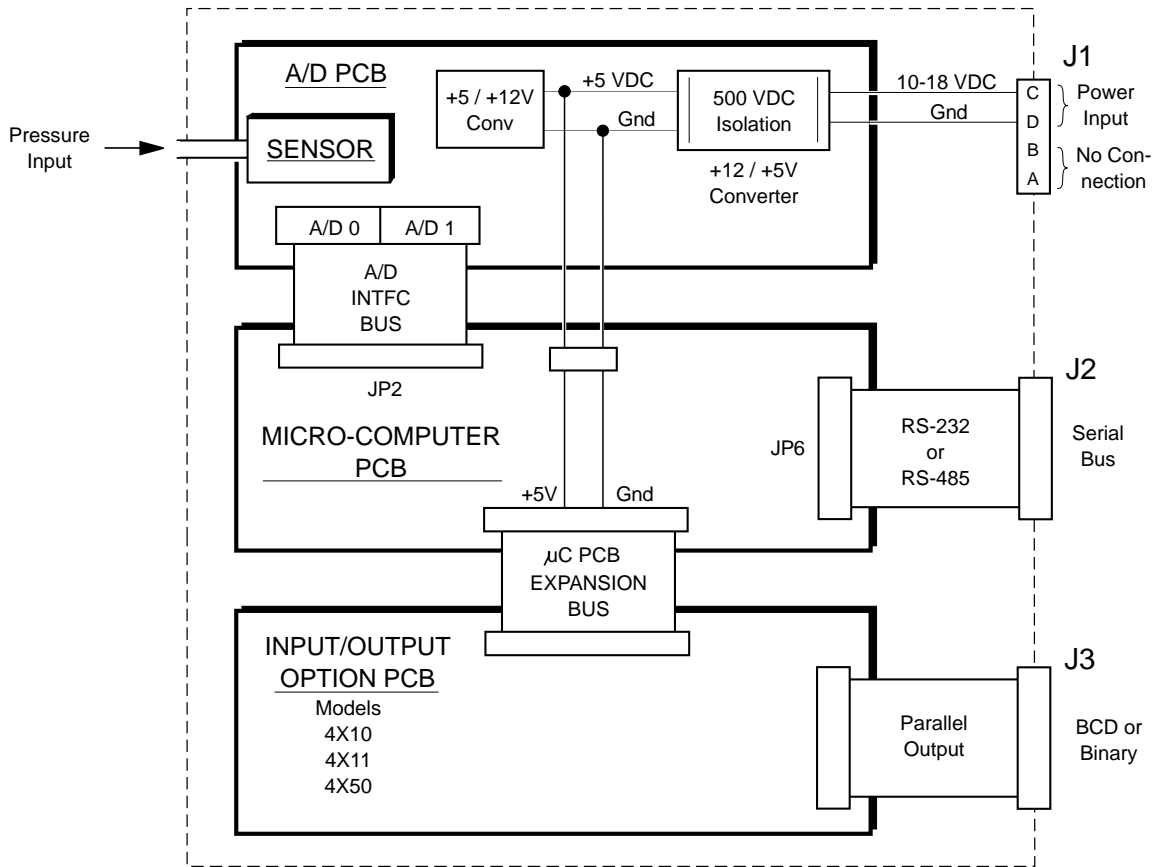 A/D PCB
+5 / +12V
Conv
+5 VDC
Gnd
500 VDC
Isolation
+12 / +5V
Converter
10-18 VDC
Gnd
J1
C
D
B
A
Power
Input
No Con-
nection
Pressure
Input
SENSOR
A/D 0
A/D 1
A/D
INTFC
BUS
JP2
MICRO-COMPUTER
PCB
+5V
Gnd
JP6
RS-232
or
RS-485
J2
Serial
Bus
µC PCB
EXPANSION
BUS
INPUT/OUTPUT
OPTION PCB
Models
4X10
4X11
4X50
Parallel
Output
J3
BCD or
Binary